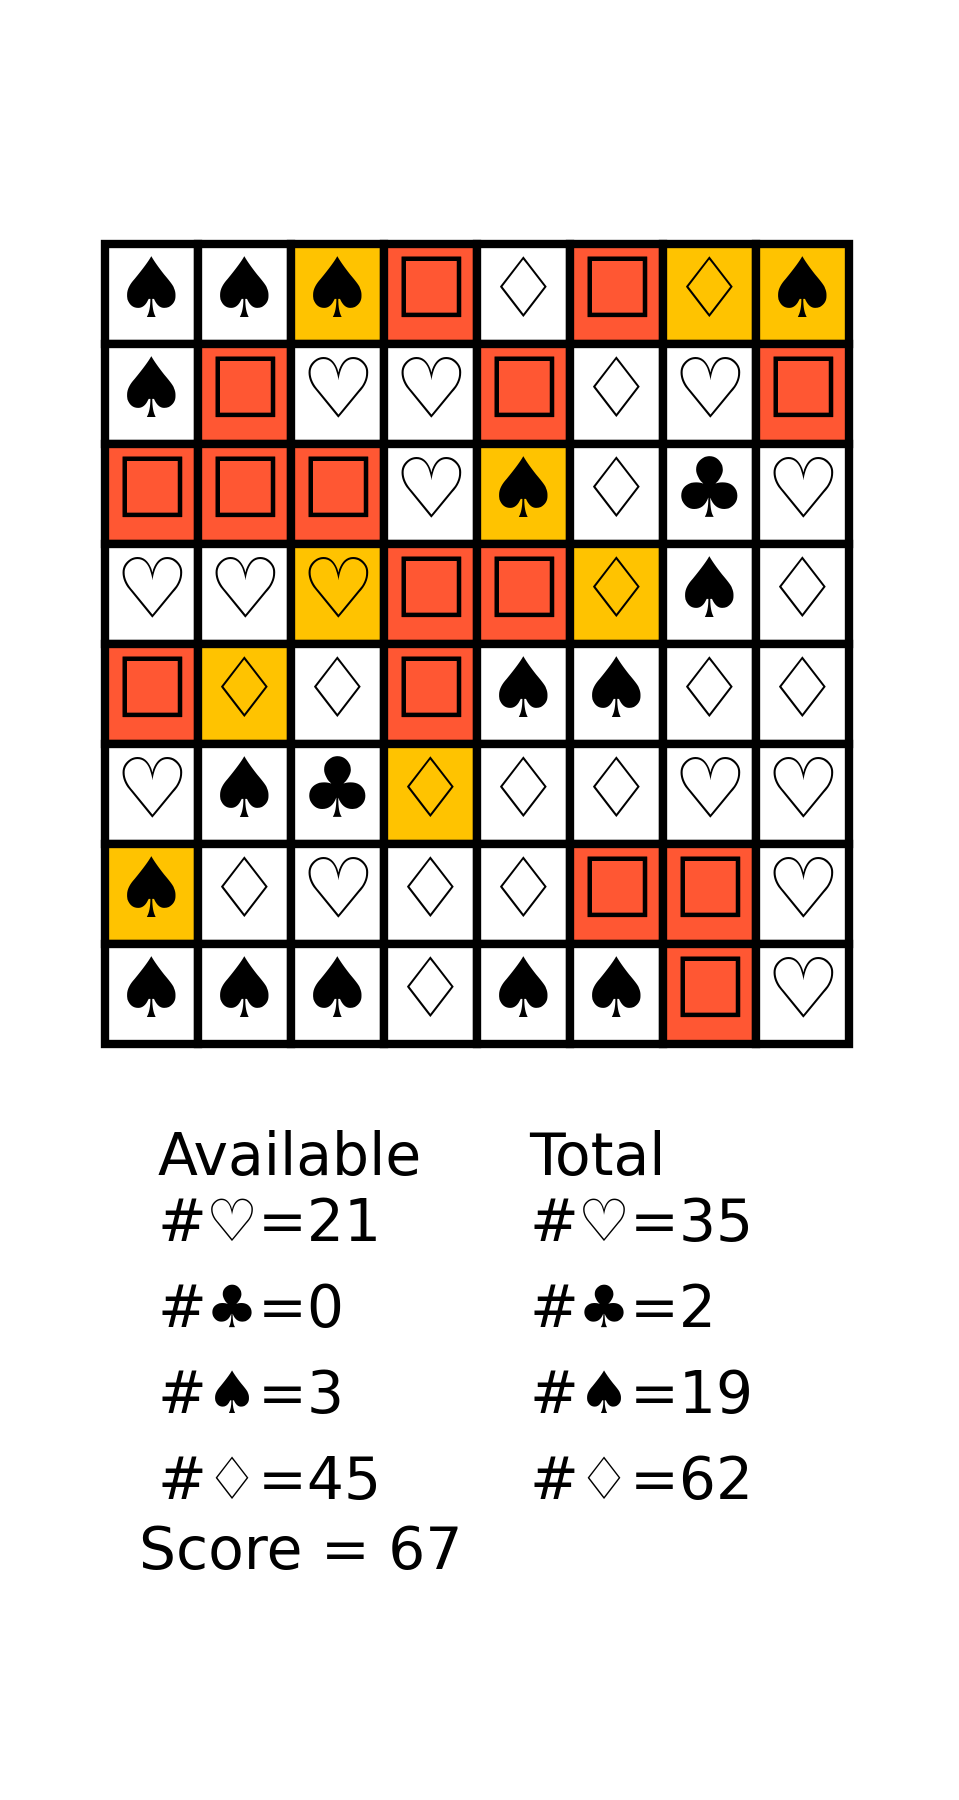 ♠ ♠ ♠ □ ♢ □ ♢ ♠
♠ □ ♡ ♡ □ ♢ ♡ □
□ □ □ ♡ ♠ ♢ ♣ ♡
♡ ♡ ♡ □ □ ♢ ♠ ♢
□ ♢ ♢ □ ♠ ♠ ♢ ♢
♡ ♠ ♣ ♢ ♢ ♢ ♡ ♡
♠ ♢ ♡ ♢ ♢ □ □ ♡
♠ ♠ ♠ ♢ ♠ ♠ □ ♡
Available Total
#♡=21 #♡=35
#♣=0 #♣=2
#♠=3 #♠=19
#♢=45 #♢=62
Score = 67